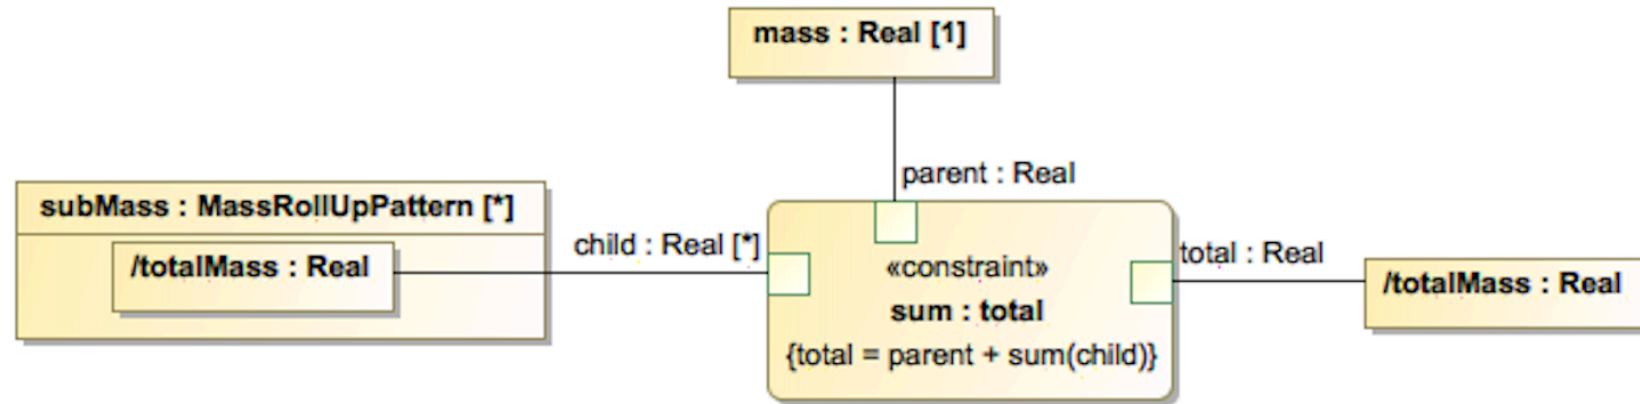 mass : Real [1]
parent : Real
subMass : MassRollUpPattern [*]
/totalMass : Real
child : Real [*]
«constraint»
sum : total
{total = parent + sum(child)}
total : Real
/totalMass : Real